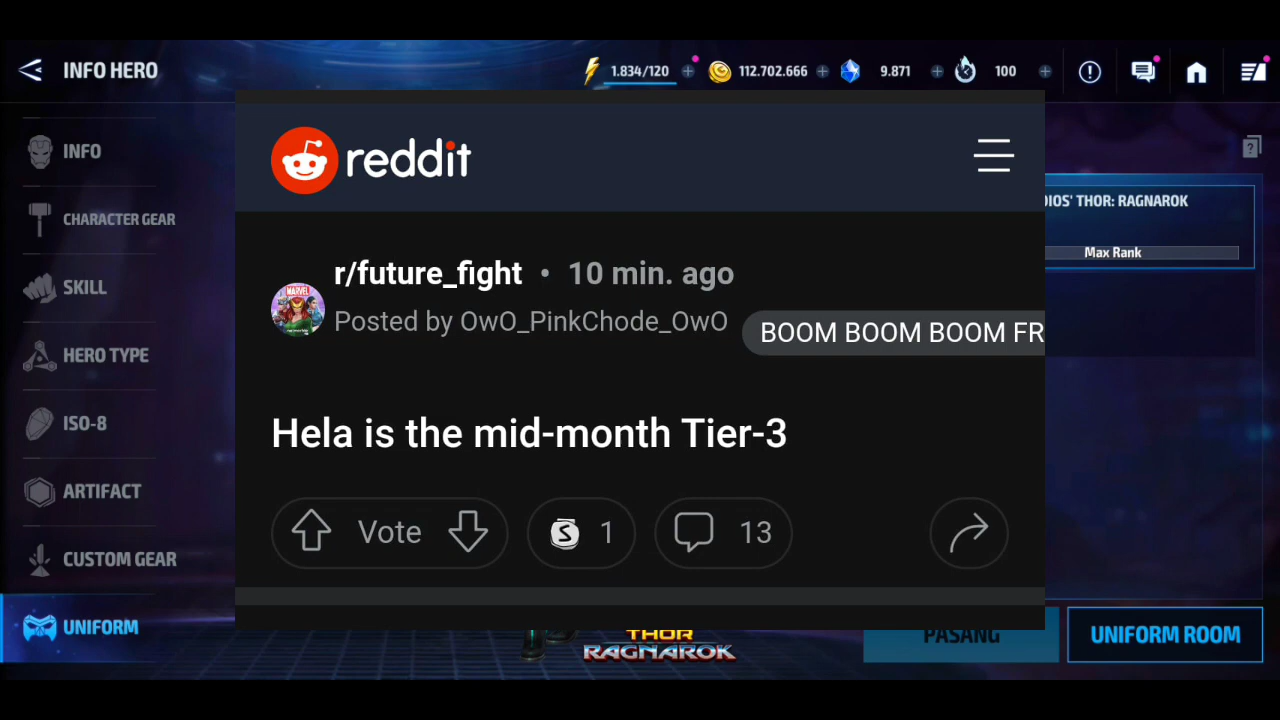 INFO HERO
1.834/120
112.702.666
9.871
100
reddit
INFO
CHARACTER GEAR
SKILL
HERO TYPE
ISO-8
ARTIFACT
CUSTOM GEAR
UNIFORM
THOR: RAGNAROK
Max Rank
r/future_fight • 10 min. ago
MARVEL
Posted by OwO_PinkChode_OwO
BOOM BOOM BOOM FR
Hela is the mid-month Tier-3
Vote
1
13
THOR
RAGNAROK
PASANG
UNIFORM ROOM